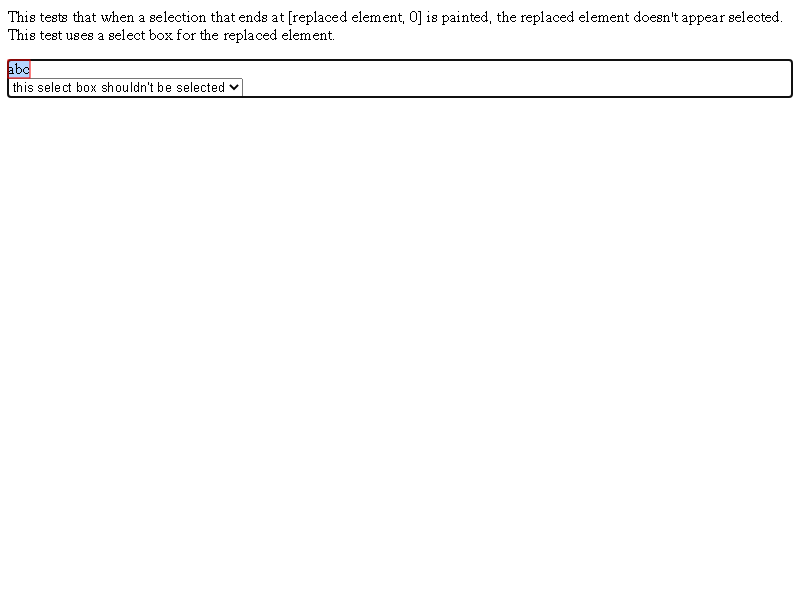 This tests that when a selection that ends at [replaced element, 0] is painted, the replaced element doesn't appear selected.
This test uses a select box for the replaced element.
abc
this select box shouldn't be selected